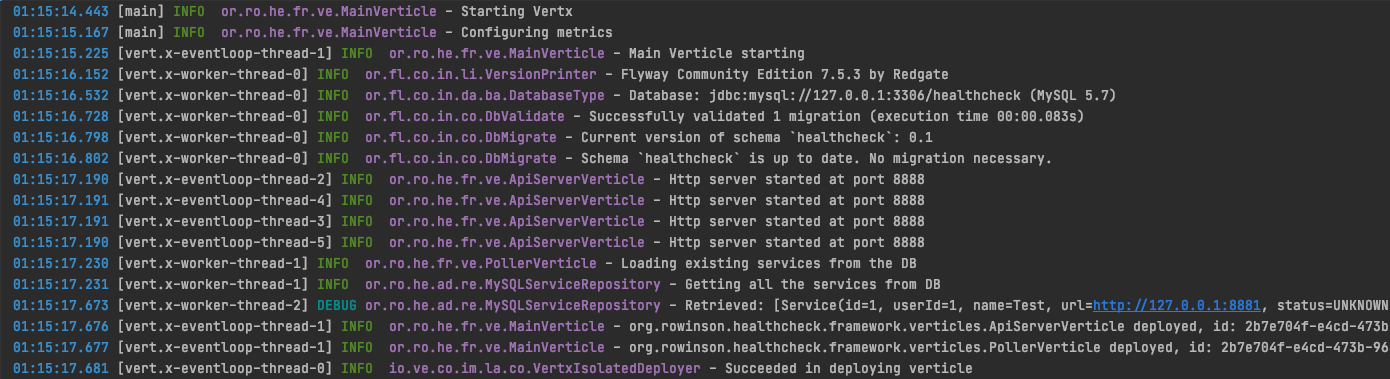 01:15:14.443 [main] INFO  or.ro.he.fr.ve.MainVerticle – Starting Vertx
01:15:15.167 [main] INFO  or.ro.he.fr.ve.MainVerticle – Configuring metrics
01:15:15.225 [vert.x-eventloop-thread-1] INFO  or.ro.he.fr.ve.MainVerticle – Main Verticle starting
01:15:16.152 [vert.x-worker-thread-0] INFO  or.fl.co.in.li.VersionPrinter – Flyway Community Edition 7.5.3 by Redgate
01:15:16.532 [vert.x-worker-thread-0] INFO  or.fl.co.in.da.ba.DatabaseType – Database: jdbc:mysql://127.0.0.1:3306/healthcheck (MySQL 5.7)
01:15:16.728 [vert.x-worker-thread-0] INFO  or.fl.co.in.co.DbValidate – Successfully validated 1 migration (execution time 00:00.083s)
01:15:16.798 [vert.x-worker-thread-0] INFO  or.fl.co.in.co.DbMigrate – Current version of schema `healthcheck`: 0.1
01:15:16.802 [vert.x-worker-thread-0] INFO  or.fl.co.in.co.DbMigrate – Schema `healthcheck` is up to date. No migration necessary.
01:15:17.190 [vert.x-eventloop-thread-2] INFO  or.ro.he.fr.ve.ApiServerVerticle – Http server started at port 8888
01:15:17.191 [vert.x-eventloop-thread-4] INFO  or.ro.he.fr.ve.ApiServerVerticle – Http server started at port 8888
01:15:17.191 [vert.x-eventloop-thread-3] INFO  or.ro.he.fr.ve.ApiServerVerticle – Http server started at port 8888
01:15:17.190 [vert.x-eventloop-thread-5] INFO  or.ro.he.fr.ve.ApiServerVerticle – Http server started at port 8888
01:15:17.230 [vert.x-worker-thread-1] INFO  or.ro.he.fr.ve.PollerVerticle – Loading existing services from the DB
01:15:17.231 [vert.x-worker-thread-1] INFO  or.ro.he.ad.re.MySQLServiceRepository – Getting all the services from DB
01:15:17.673 [vert.x-worker-thread-2] DEBUG or.ro.he.ad.re.MySQLServiceRepository – Retrieved: [Service(id=1, userId=1, name=Test, url=http://127.0.0.1:8881, status=UNKNOWN
01:15:17.676 [vert.x-eventloop-thread-1] INFO  or.ro.he.fr.ve.MainVerticle – org.rowinson.healthcheck.framework.verticles.ApiServerVerticle deployed, id: 2b7e704f-e4cd-473b
01:15:17.677 [vert.x-eventloop-thread-1] INFO  or.ro.he.fr.ve.MainVerticle – org.rowinson.healthcheck.framework.verticles.PollerVerticle deployed, id: 2b7e704f-e4cd-473b-96
01:15:17.681 [vert.x-eventloop-thread-0] INFO  io.ve.co.im.la.co.VertxIsolatedDeployer – Succeeded in deploying verticle